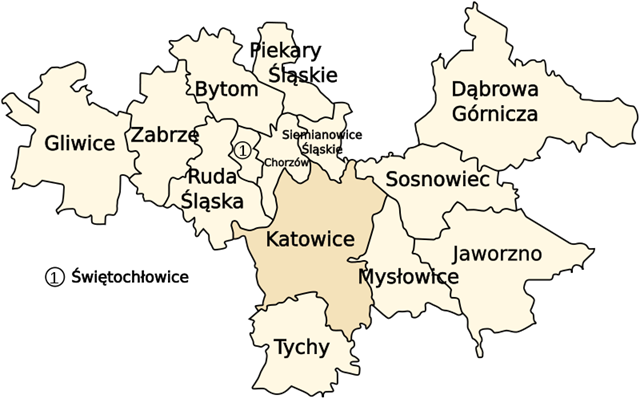 Piekary
Śląskie
Bytom
Dąbrowa
Górnicza
Gliwice
Zabrze
Siemianowice
Śląskie
①
Chorzów
Ruda
Śląska
Sosnowiec
Katowice
Jaworzno
Mysłowice
① Świętochłowice
Tychy